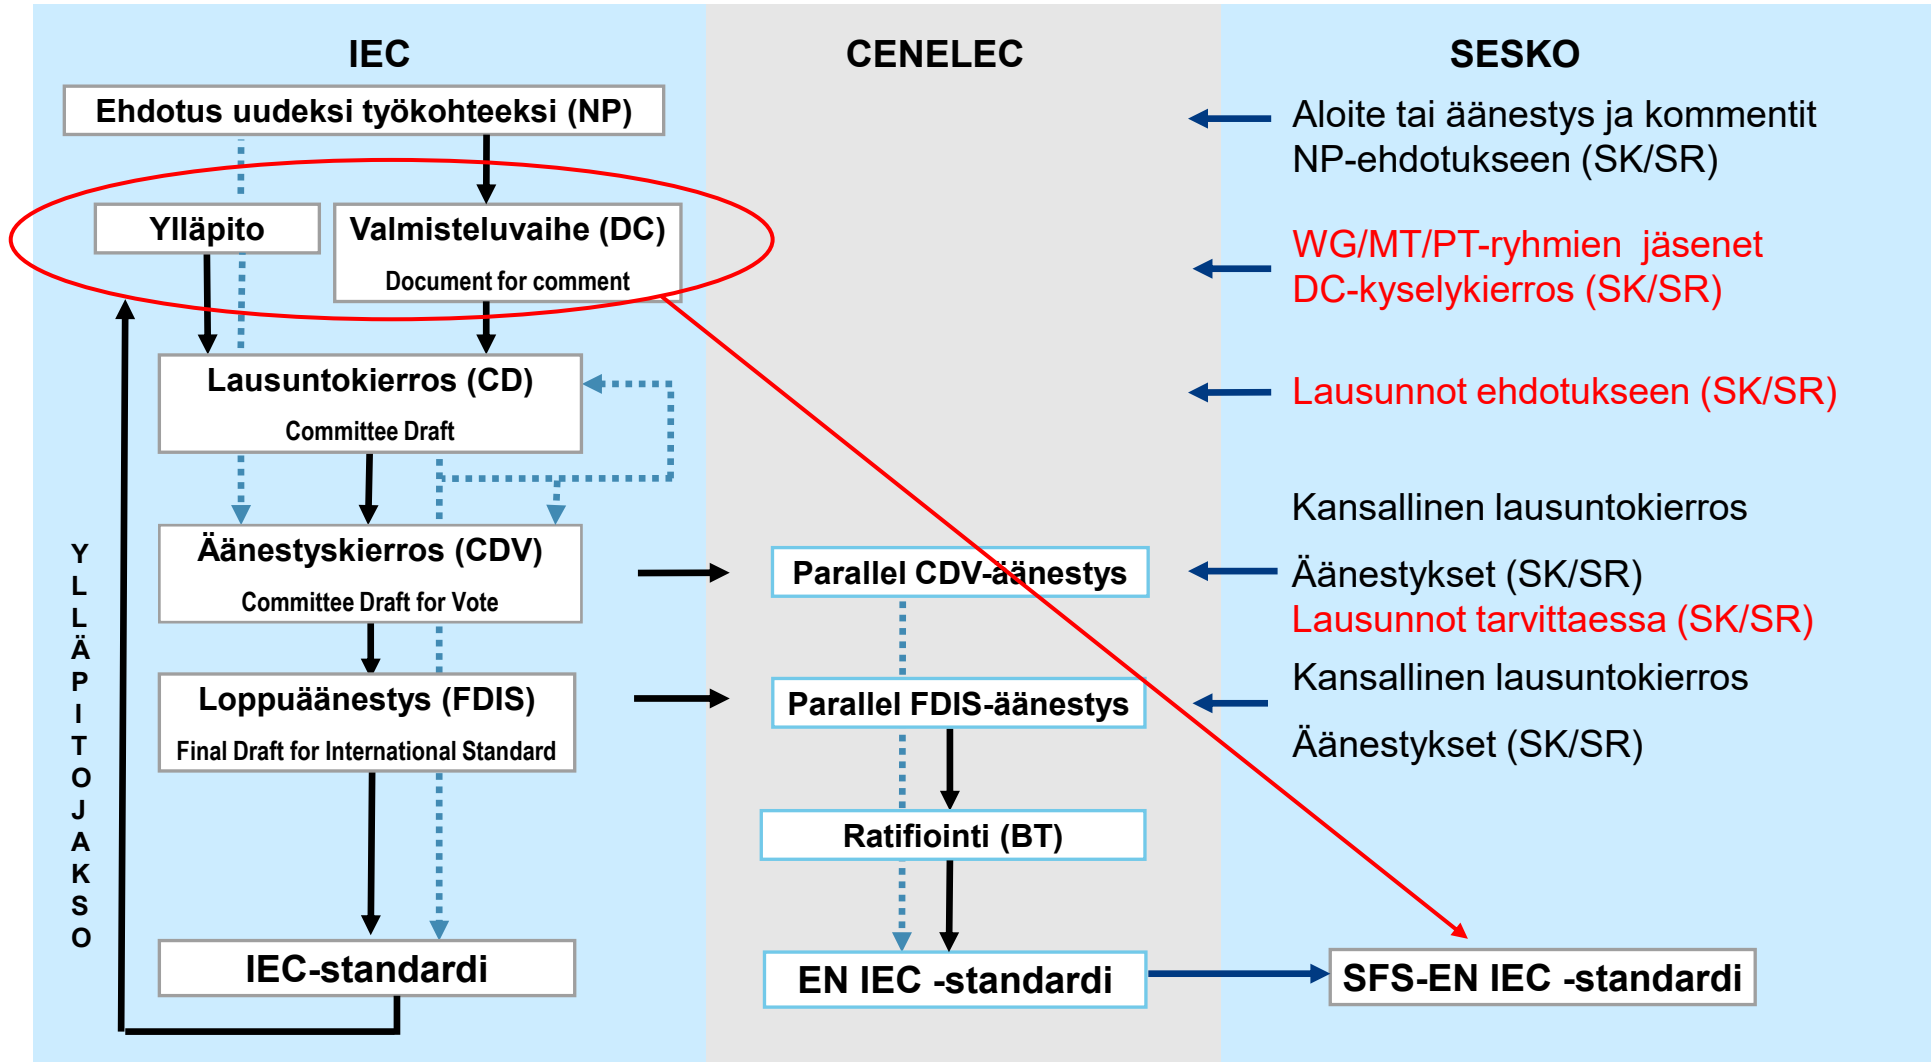 IEC
Ehdotus uudeksi työkohteeksi (NP)
Ylläpito
Valmisteluvaihe (DC)
Document for comment
Lausuntokierros (CD)
Committee Draft
Äänestyskierros (CDV)
Committee Draft for Vote
Loppuäänestys (FDIS)
Final Draft for International Standard
IEC-standardi
Y
L
L
Ä
P
I
T
O
J
A
K
S
O
CENELEC
Parallel CDV-äänestys
Parallel FDIS-äänestys
Ratifiointi (BT)
EN IEC -standardi
SESKO
Aloite tai äänestys ja kommentit
NP-ehdotukseen (SK/SR)
WG/MT/PT-ryhmien jäsenet
DC-kyselykierros (SK/SR)
Lausunnot ehdotukseen (SK/SR)
Kansallinen lausuntokierros
Äänestykset (SK/SR)
Lausunnot tarvittaessa (SK/SR)
Kansallinen lausuntokierros
Äänestykset (SK/SR)
SFS-EN IEC -standardi